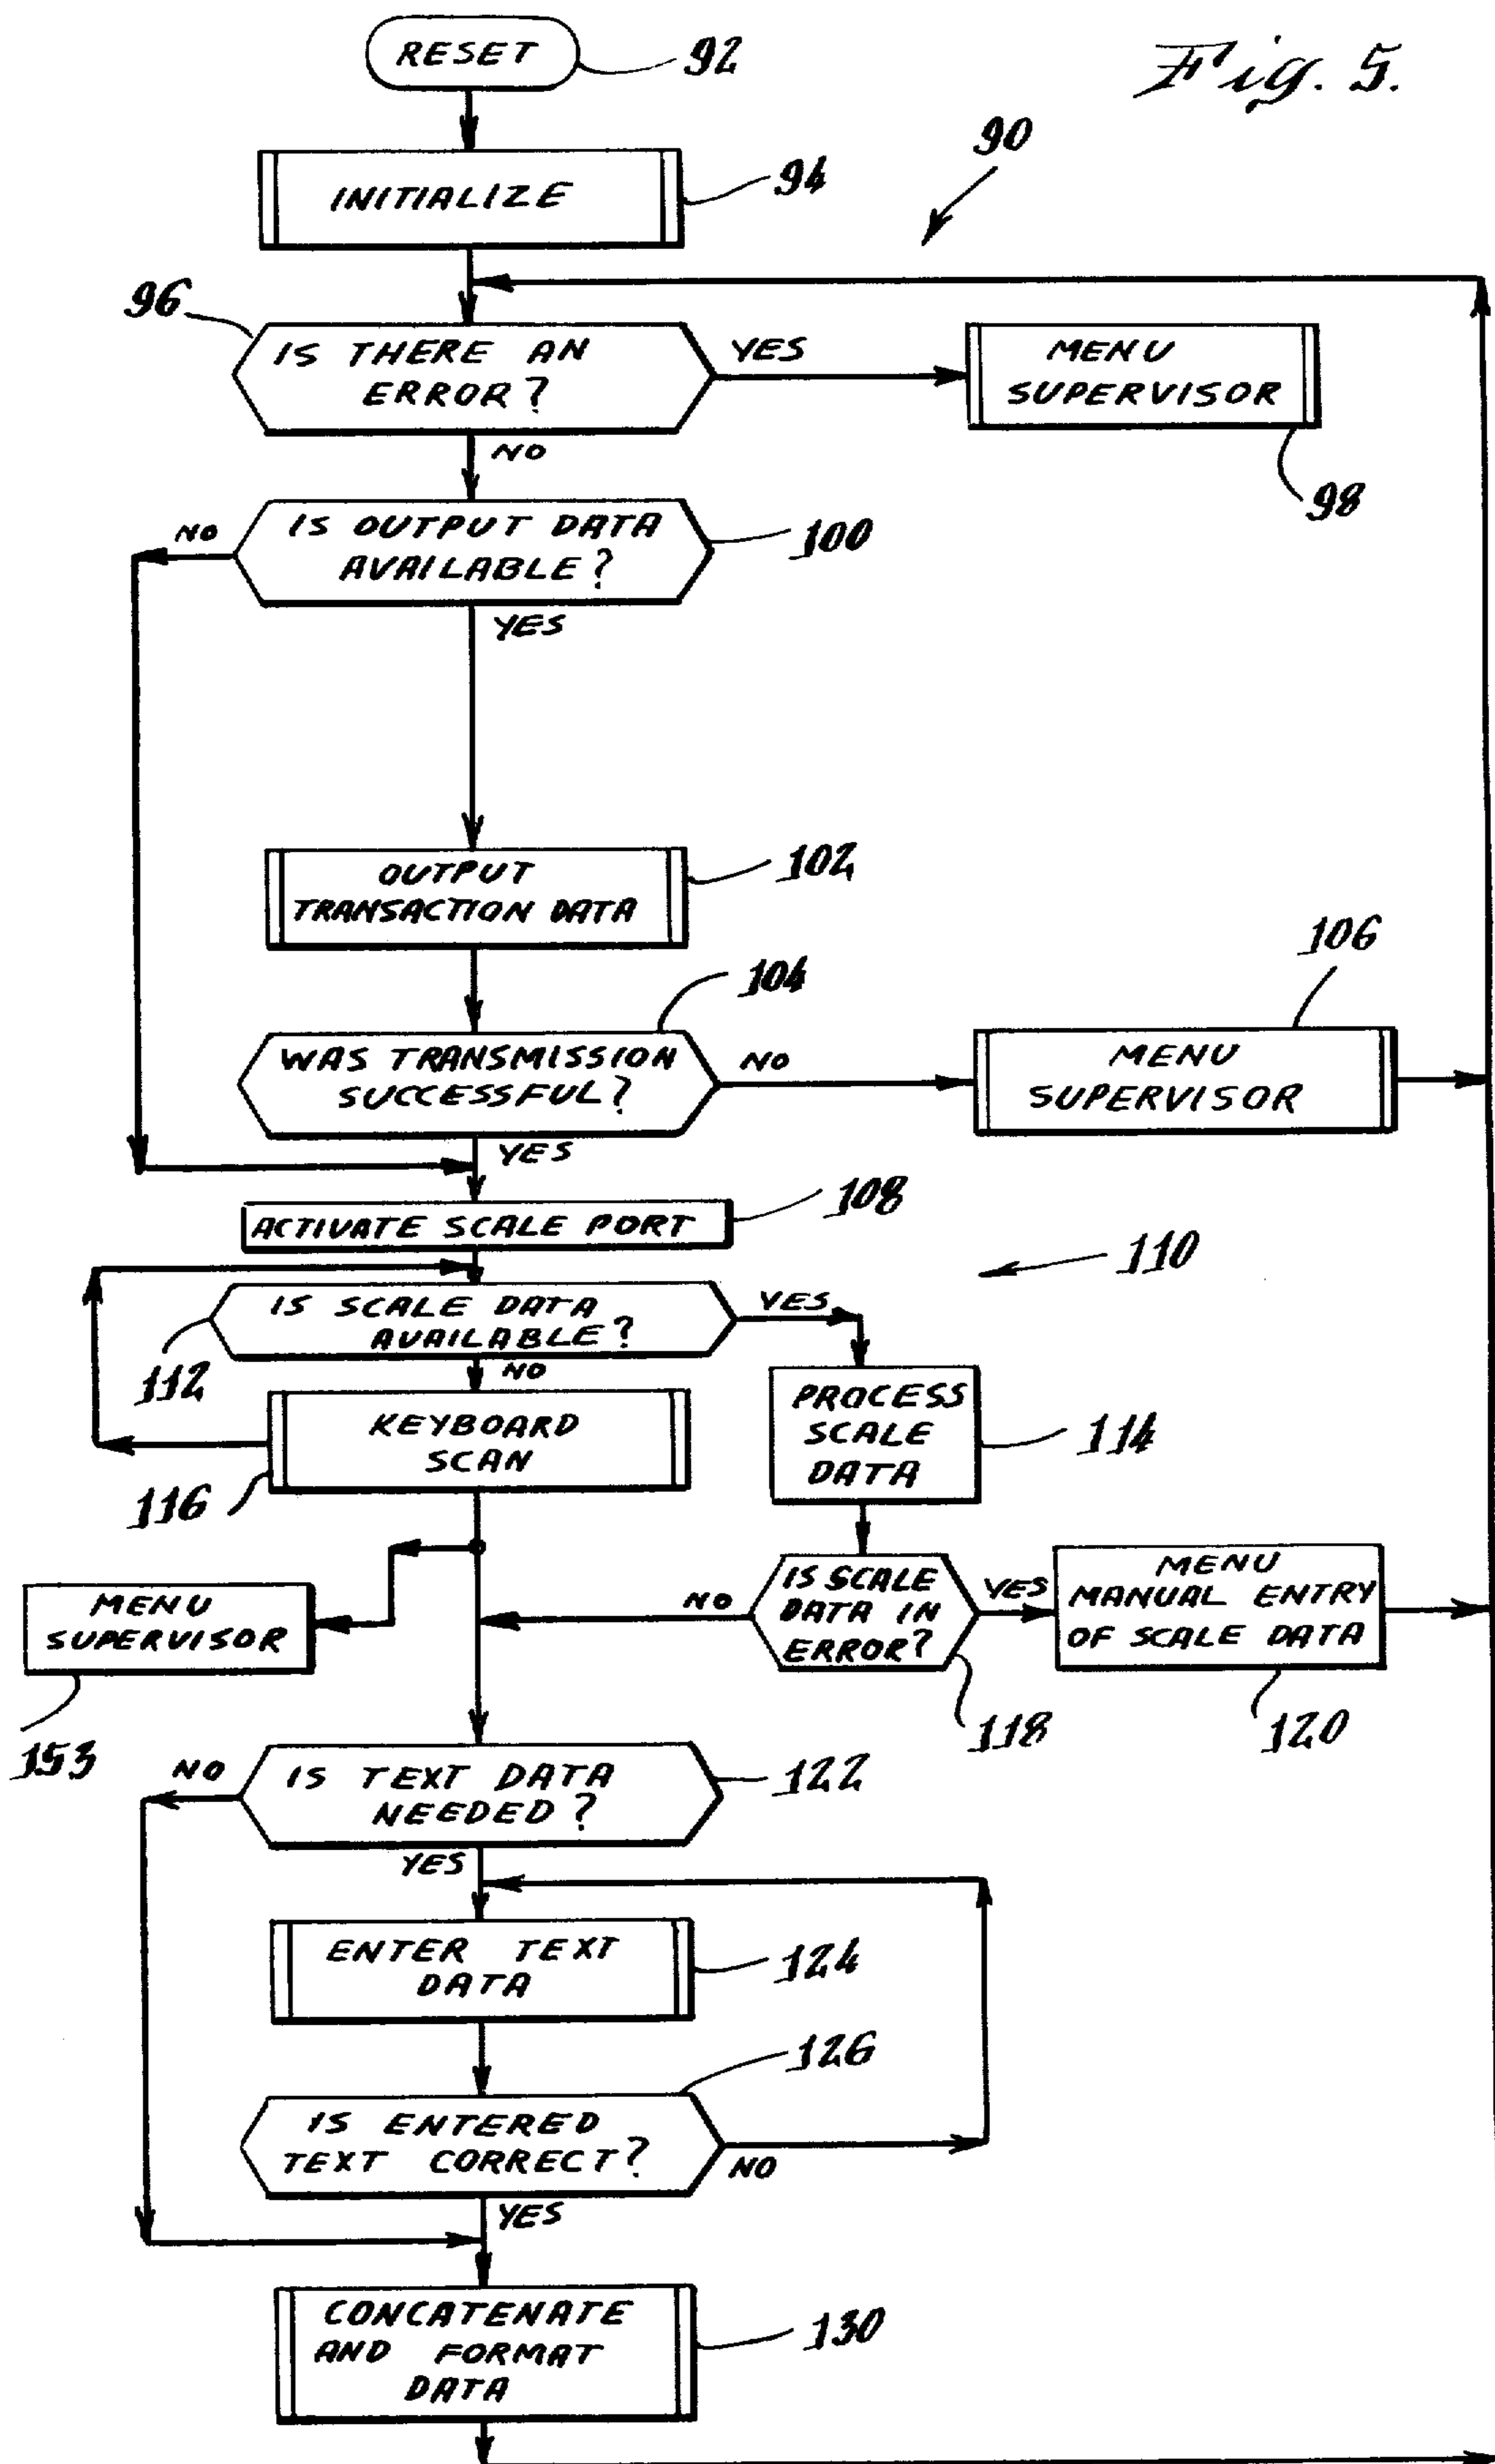 RESET
92
Fig. 5.
90
INITIALIZE
94
96
IS THERE AN
ERROR?
YES
MENU
SUPERVISOR
98
NO
IS OUTPUT DATA
AVAILABLE?
100
NO
YES
OUTPUT
TRANSACTION DATA
102
104
106
WAS TRANSMISSION
SUCCESSFUL?
NO
MENU
SUPERVISOR
YES
ACTIVATE SCALE PORT
108
110
IS SCALE DATA
AVAILABLE?
YES
112
NO
KEYBOARD
SCAN
116
PROCESS
SCALE
DATA
114
MENU
SUPERVISOR
153
NO
IS SCALE
DATA IN
ERROR?
118
YES
MENU
MANUAL ENTRY
OF SCALE DATA
120
NO
IS TEXT DATA
NEEDED?
122
YES
ENTER TEXT
DATA
124
126
IS ENTERED
TEXT CORRECT?
NO
YES
CONCATENATE
AND FORMAT
DATA
130